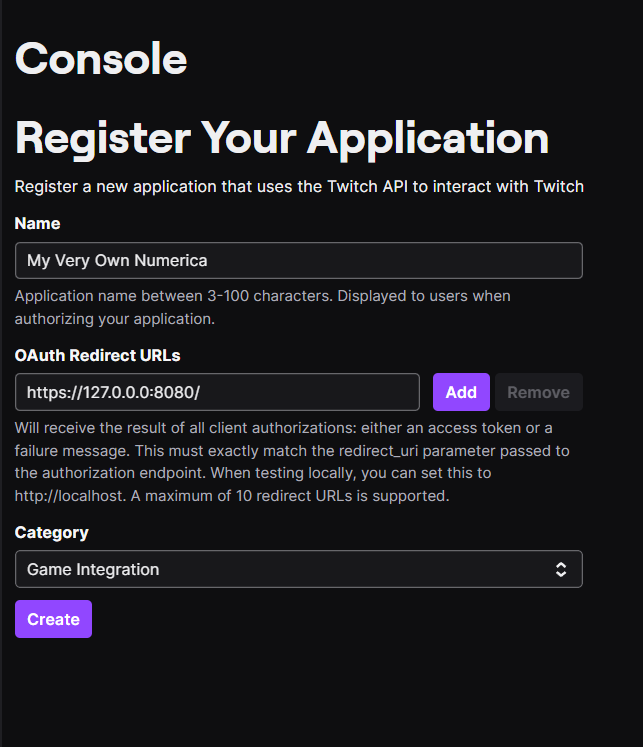 Console
Register Your Application
Register a new application that uses the Twitch API to interact with Twitch
Name
My Very Own Numerica
Application name between 3-100 characters. Displayed to users when
authorizing your application.
OAuth Redirect URLs
https://127.0.0.0:8080/
Add
Remove
Will receive the result of all client authorizations: either an access token or a
failure message. This must exactly match the redirect_uri parameter passed to
the authorization endpoint. When testing locally, you can set this to
http://localhost. A maximum of 10 redirect URLs is supported.
Category
Game Integration
Create